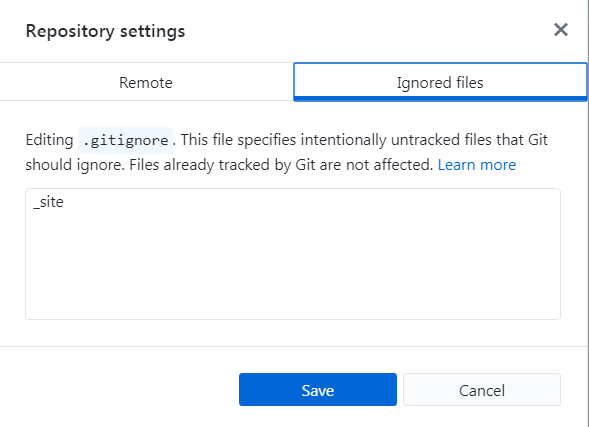 Repository settings
Remote
Ignored files
Editing .gitignore. This file specifies intentionally untracked files that Git
should ignore. Files already tracked by Git are not affected. Learn more
_site
Save
Cancel